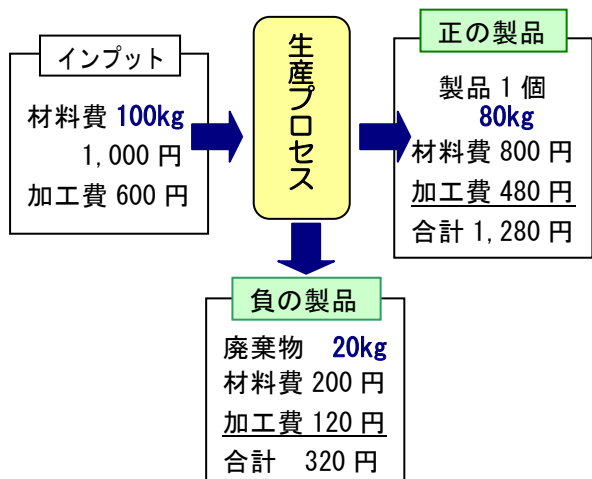 インプット
材料費 100kg
1,000 円
加工費 600 円
生産プロセス
正の製品
製品 1 個
80kg
材料費 800 円
加工費 480 円
合計 1,280 円
負の製品
廃棄物 20kg
材料費 200 円
加工費 120 円
合計 320 円